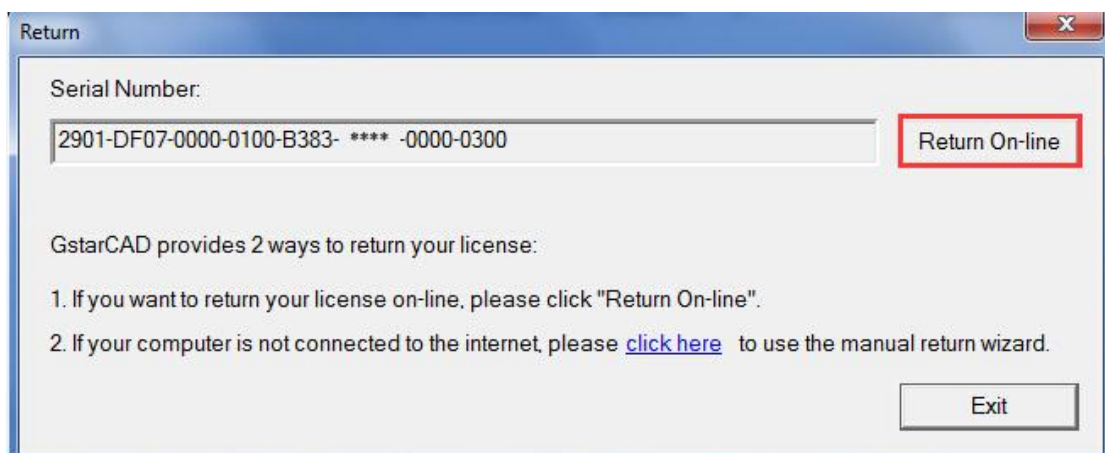 Return
Serial Number:
2901-DF07-0000-0100-B383- **** -0000-0300
Return On-line
GstarCAD provides 2 ways to return your license:
1. If you want to return your license on-line, please click "Return On-line".
2. If your computer is not connected to the internet, please click here to use the manual return wizard.
Exit